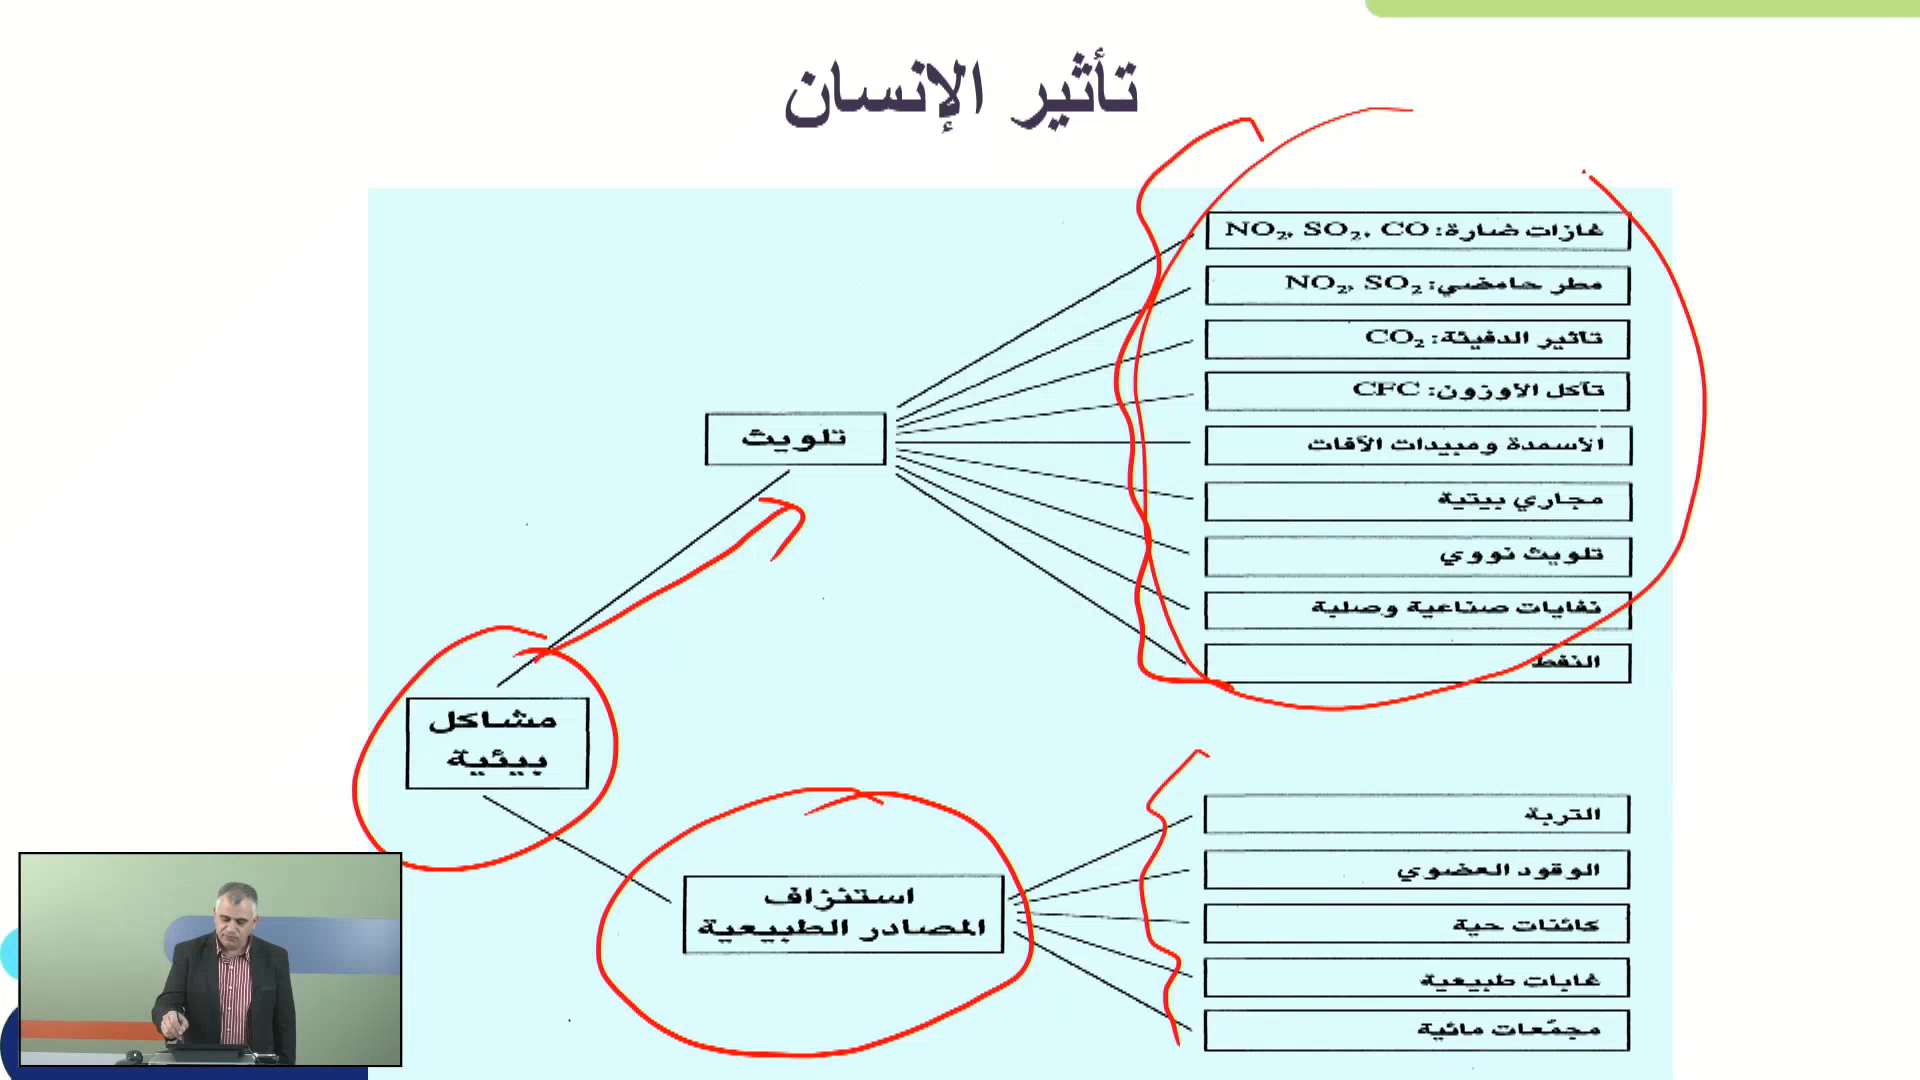 تأثير الإنسان
غازات ضارة: NO₂, SO₂, CO
مطر حامضي: NO₂, SO₂
تأثير الدفيئة: CO₂
تآكل الأوزون: CFC
الأسمدة ومبيدات الآفات
مجاري بيتية
تلويث نووي
نفايات صناعية وصلبة
النفط
تلويث
مشاكل
بيئية
استنزاف
المصادر الطبيعية
التربة
الوقود العضوي
كائنات حية
غابات طبيعية
مجمّعات مائية